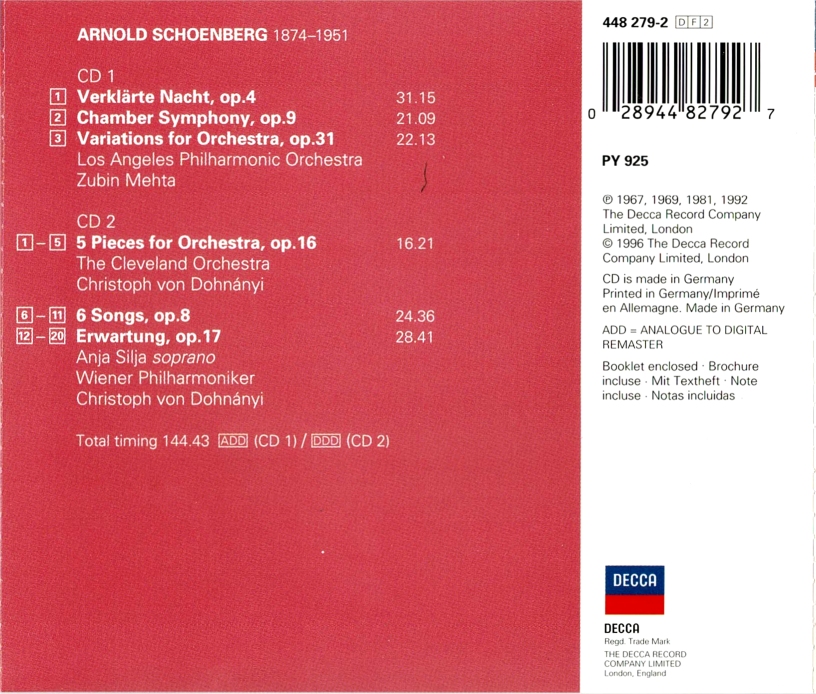 ARNOLD SCHOENBERG 1874–1951
CD 1
1 Verklärte Nacht, op.4 31.15
2 Chamber Symphony, op.9 21.09
3 Variations for Orchestra, op.31 22.13
Los Angeles Philharmonic Orchestra
Zubin Mehta
CD 2
1 – 5 5 Pieces for Orchestra, op.16 16.21
The Cleveland Orchestra
Christoph von Dohnányi
6 – 11 6 Songs, op.8 24.36
12 – 20 Erwartung, op.17 28.41
Anja Silja soprano
Wiener Philharmoniker
Christoph von Dohnányi
Total timing 144.43 ADD (CD 1) / DDD (CD 2)
448 279-2 DF2
0 28944 82792 7
PY 925
℗ 1967, 1969, 1981, 1992
The Decca Record Company
Limited, London
© 1996 The Decca Record
Company Limited, London
CD is made in Germany
Printed in Germany/Imprimé
en Allemagne. Made in Germany
ADD = ANALOGUE TO DIGITAL
REMASTER
Booklet enclosed · Brochure
incluse · Mit Textheft · Note
incluse · Notas incluidas
DECCA
DECCA
Regd. Trade Mark
THE DECCA RECORD
COMPANY LIMITED
London, England